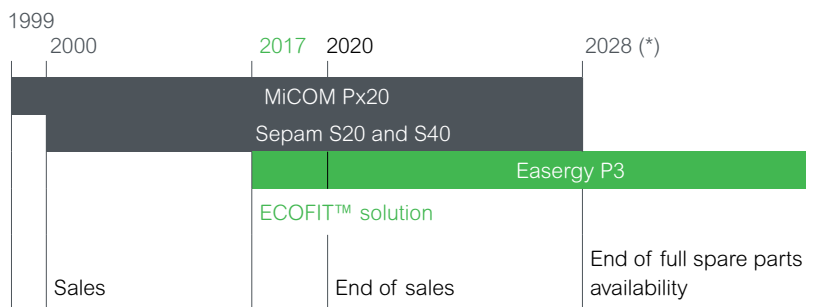 1999
2000
2017
2020
2028 (*)
MiCOM Px20
Sepam S20 and S40
Easergy P3
ECOFIT™ solution
Sales
End of sales
End of full spare parts
availability